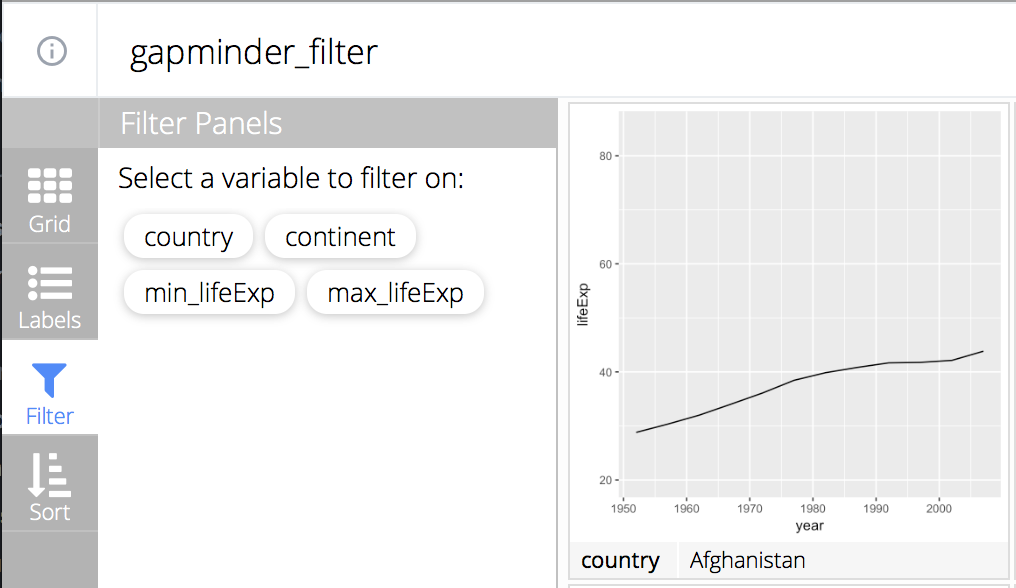 gapminder_filter
Filter Panels
Grid
Labels
Filter
Sort
Select a variable to filter on:
country continent
min_lifeExp max_lifeExp
80
60
40
20
lifeExp
1950 1960 1970 1980 1990 2000
year
country Afghanistan